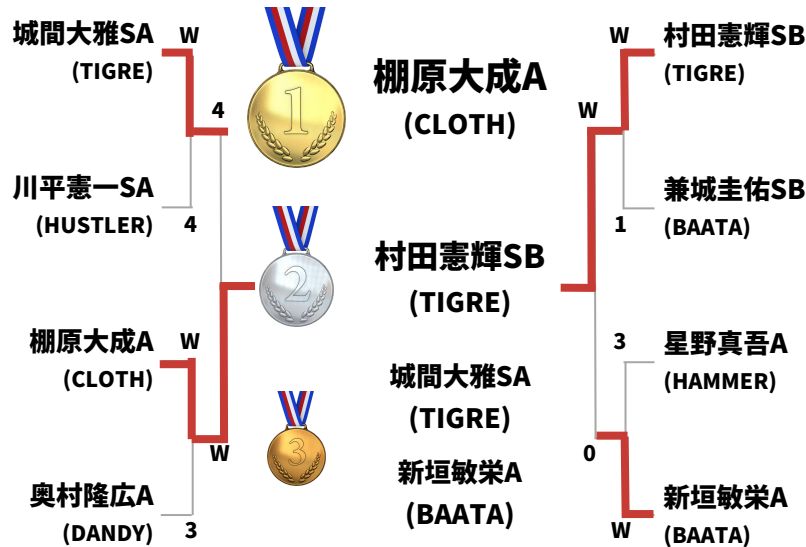 城間大雅SA
W
(TIGRE)
4
川平憲一SA
(HUSTLER)
4
棚原大成A
W
(CLOTH)
W
奥村隆広A
(DANDY)
3
1
棚原大成A
(CLOTH)
2
村田憲輝SB
(TIGRE)
3
城間大雅SA
(TIGRE)
新垣敏栄A
(BAATA)
W
村田憲輝SB
(TIGRE)
W
兼城圭佑SB
1
(BAATA)
3
星野真吾A
(HAMMER)
0
新垣敏栄A
W
(BAATA)